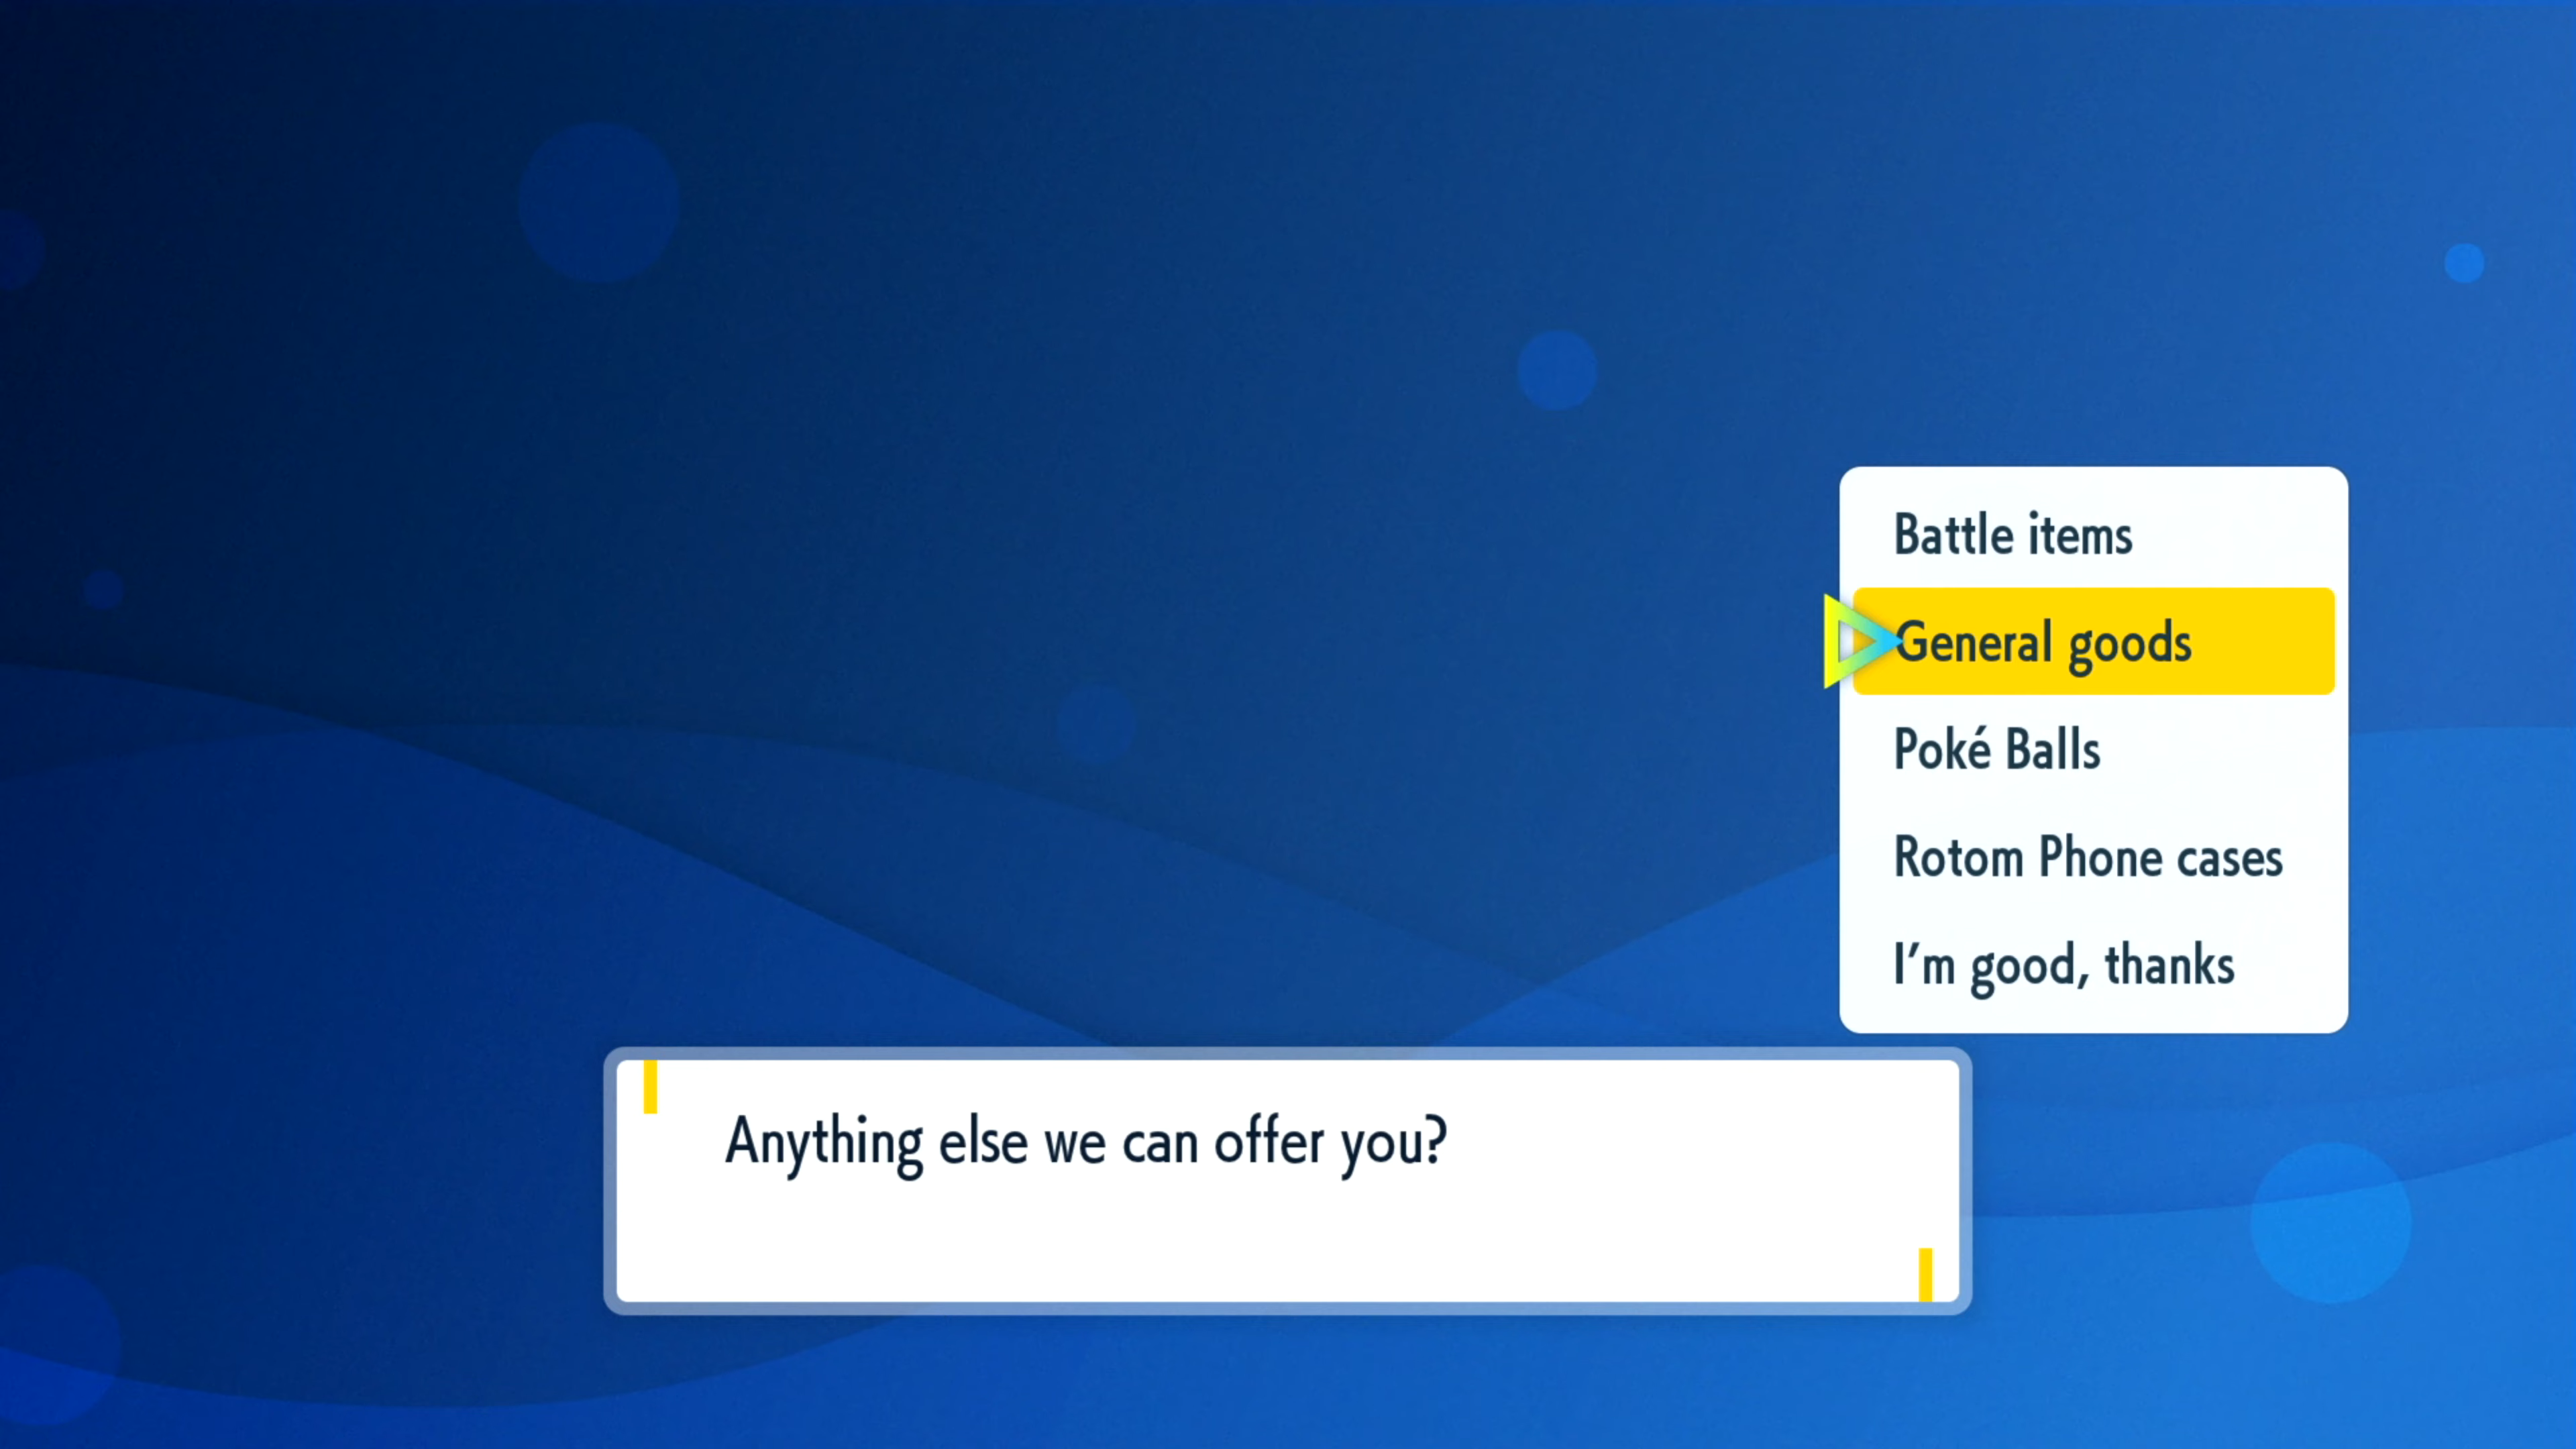 Battle items
General goods
Poké Balls
Rotom Phone cases
I'm good, thanks
Anything else we can offer you?